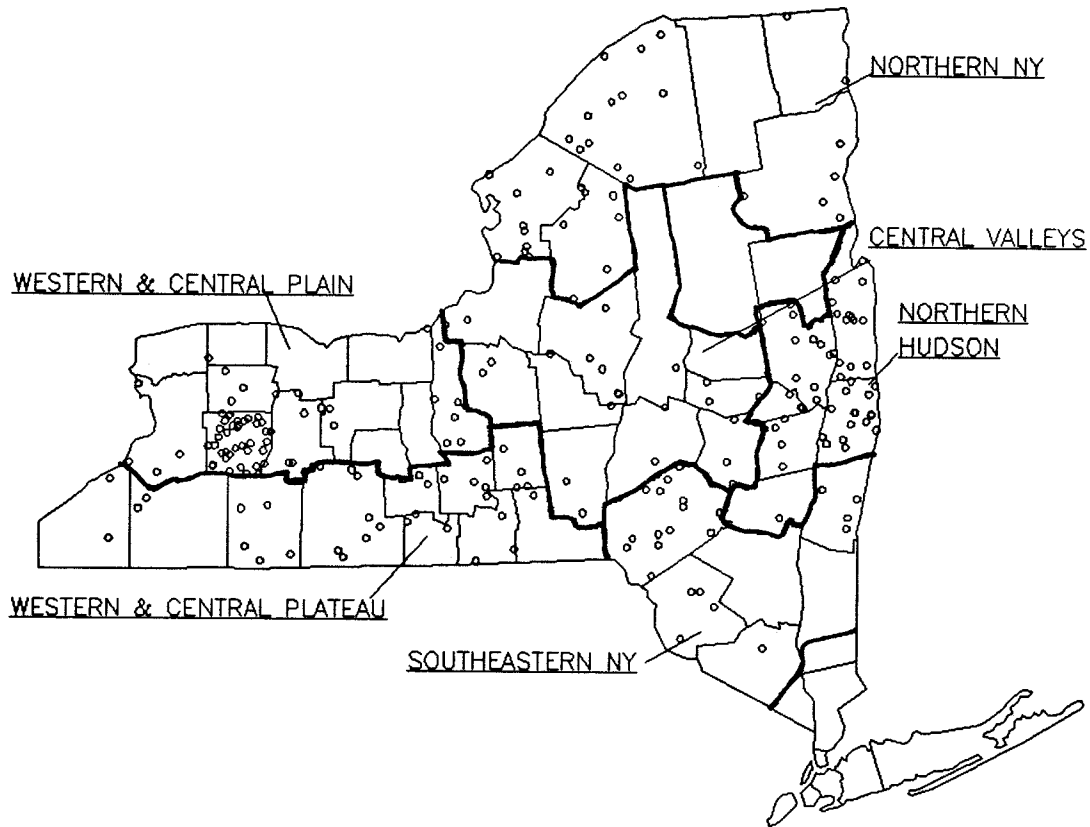 NORTHERN NY
CENTRAL VALLEYS
WESTERN & CENTRAL PLAIN
NORTHERN
HUDSON
WESTERN & CENTRAL PLATEAU
SOUTHEASTERN NY